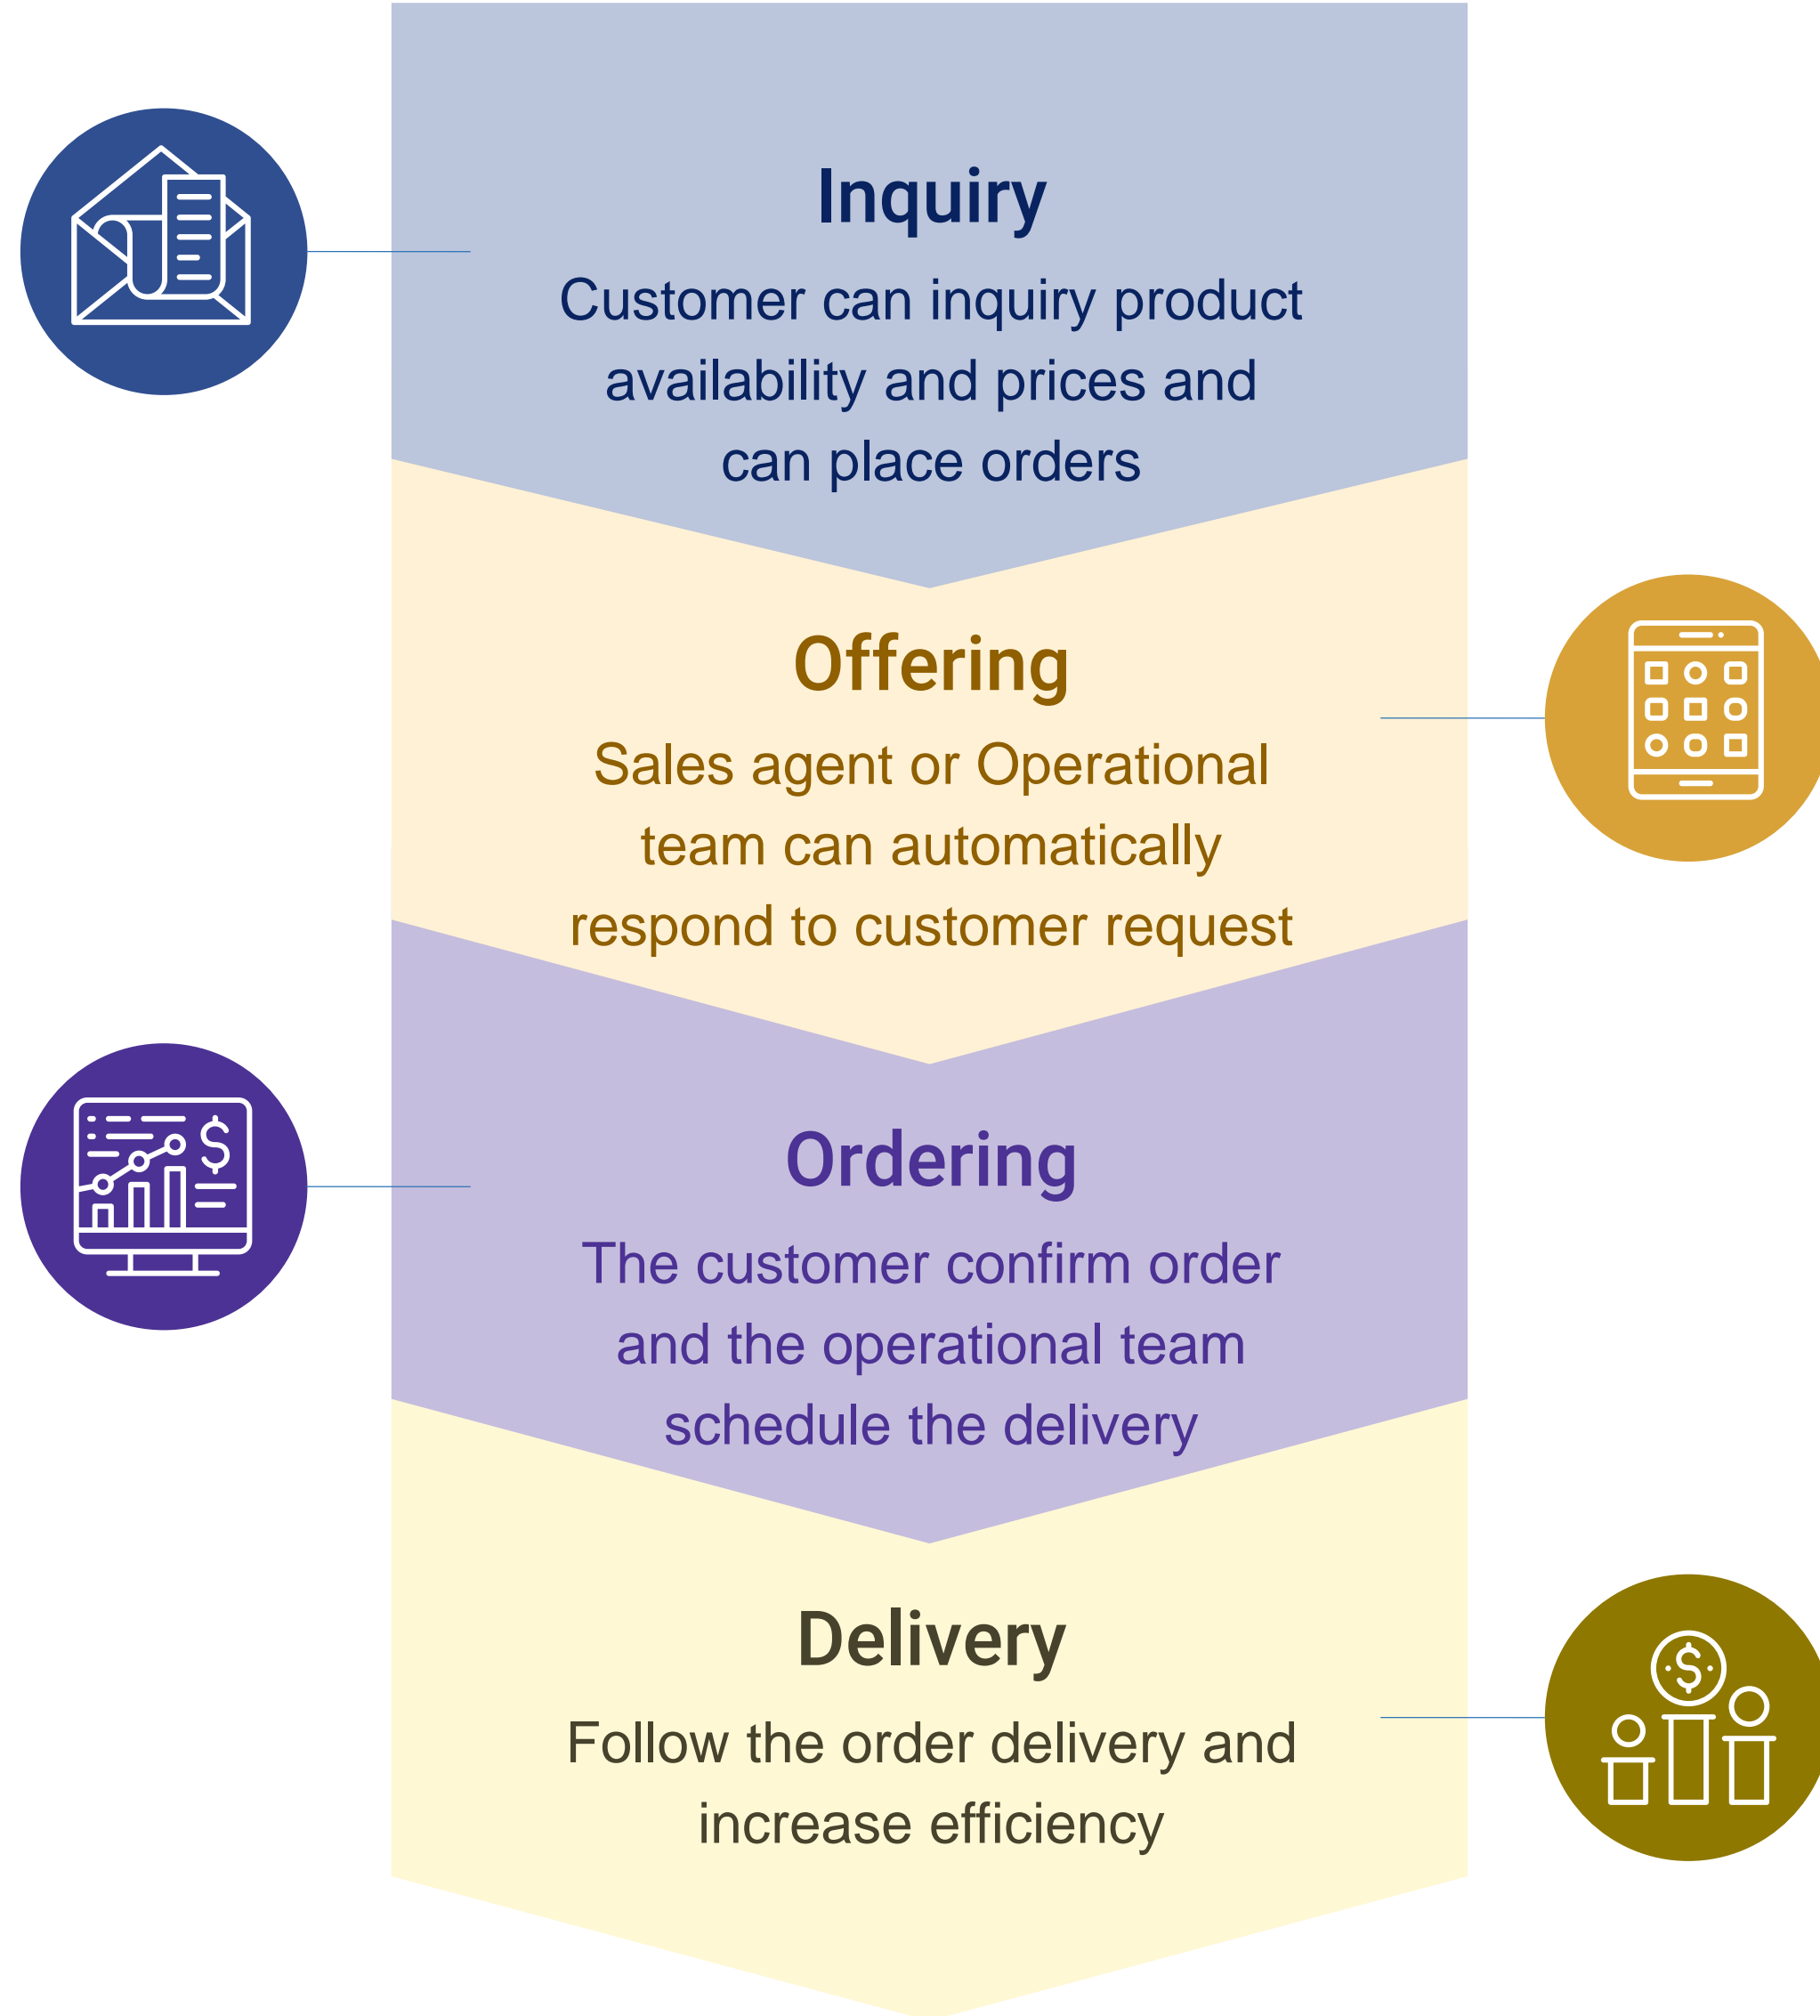 Inquiry
Customer can inquiry product
availability and prices and
can place orders
Offering
Sales agent or Operational
team can automatically
respond to customer request
Ordering
The customer confirm order
and the operational team
schedule the delivery
Delivery
Follow the order delivery and
increase efficiency